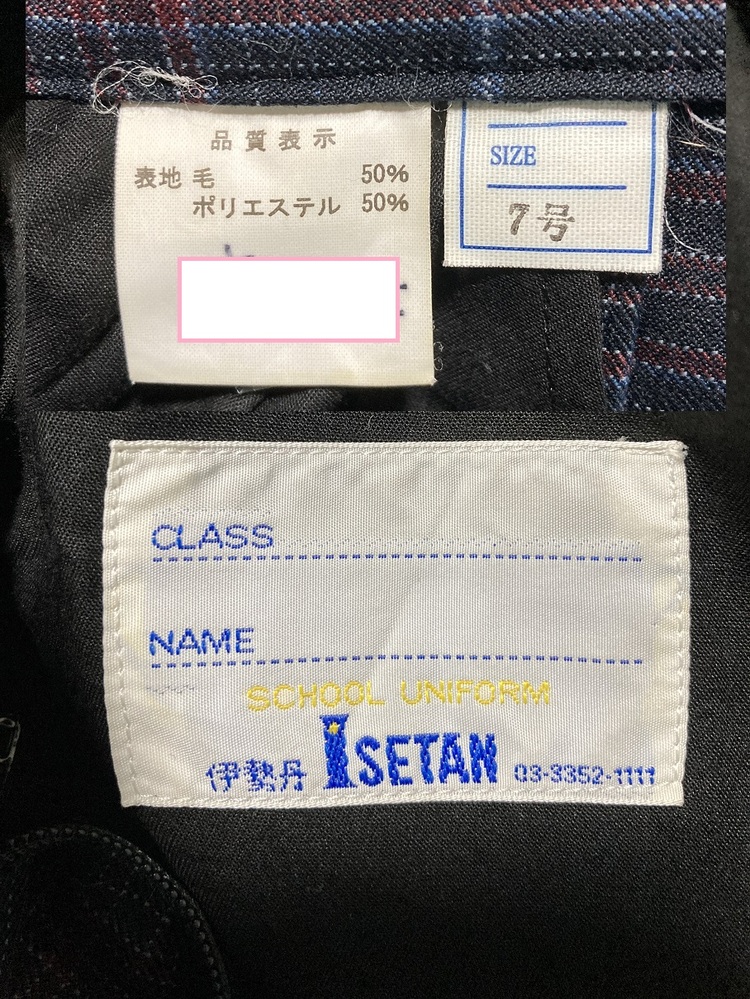 品質表示
表地 毛 50%
ポリエステル 50%
SIZE
7号
CLASS
NAME
SCHOOL UNIFORM
伊勢丹 ISETAN 03-3352-1111